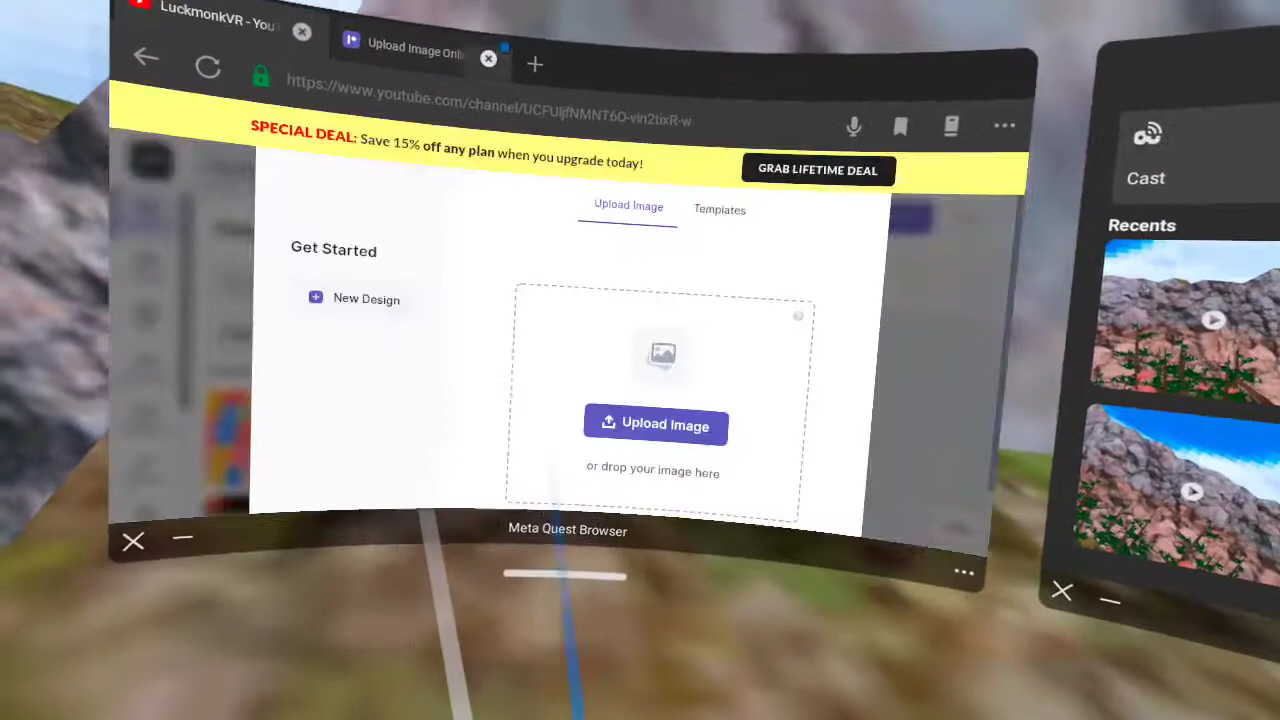 LuckmonkVR - You
Upload Image Onli
https://www.youtube.com/channel/UCFUijfNMNT6O-vln2tixR-w
SPECIAL DEAL: Save 15% off any plan when you upgrade today!
GRAB LIFETIME DEAL
Upload Image
Templates
Get Started
New Design
Upload Image
or drop your image here
Meta Quest Browser
Cast
Recents